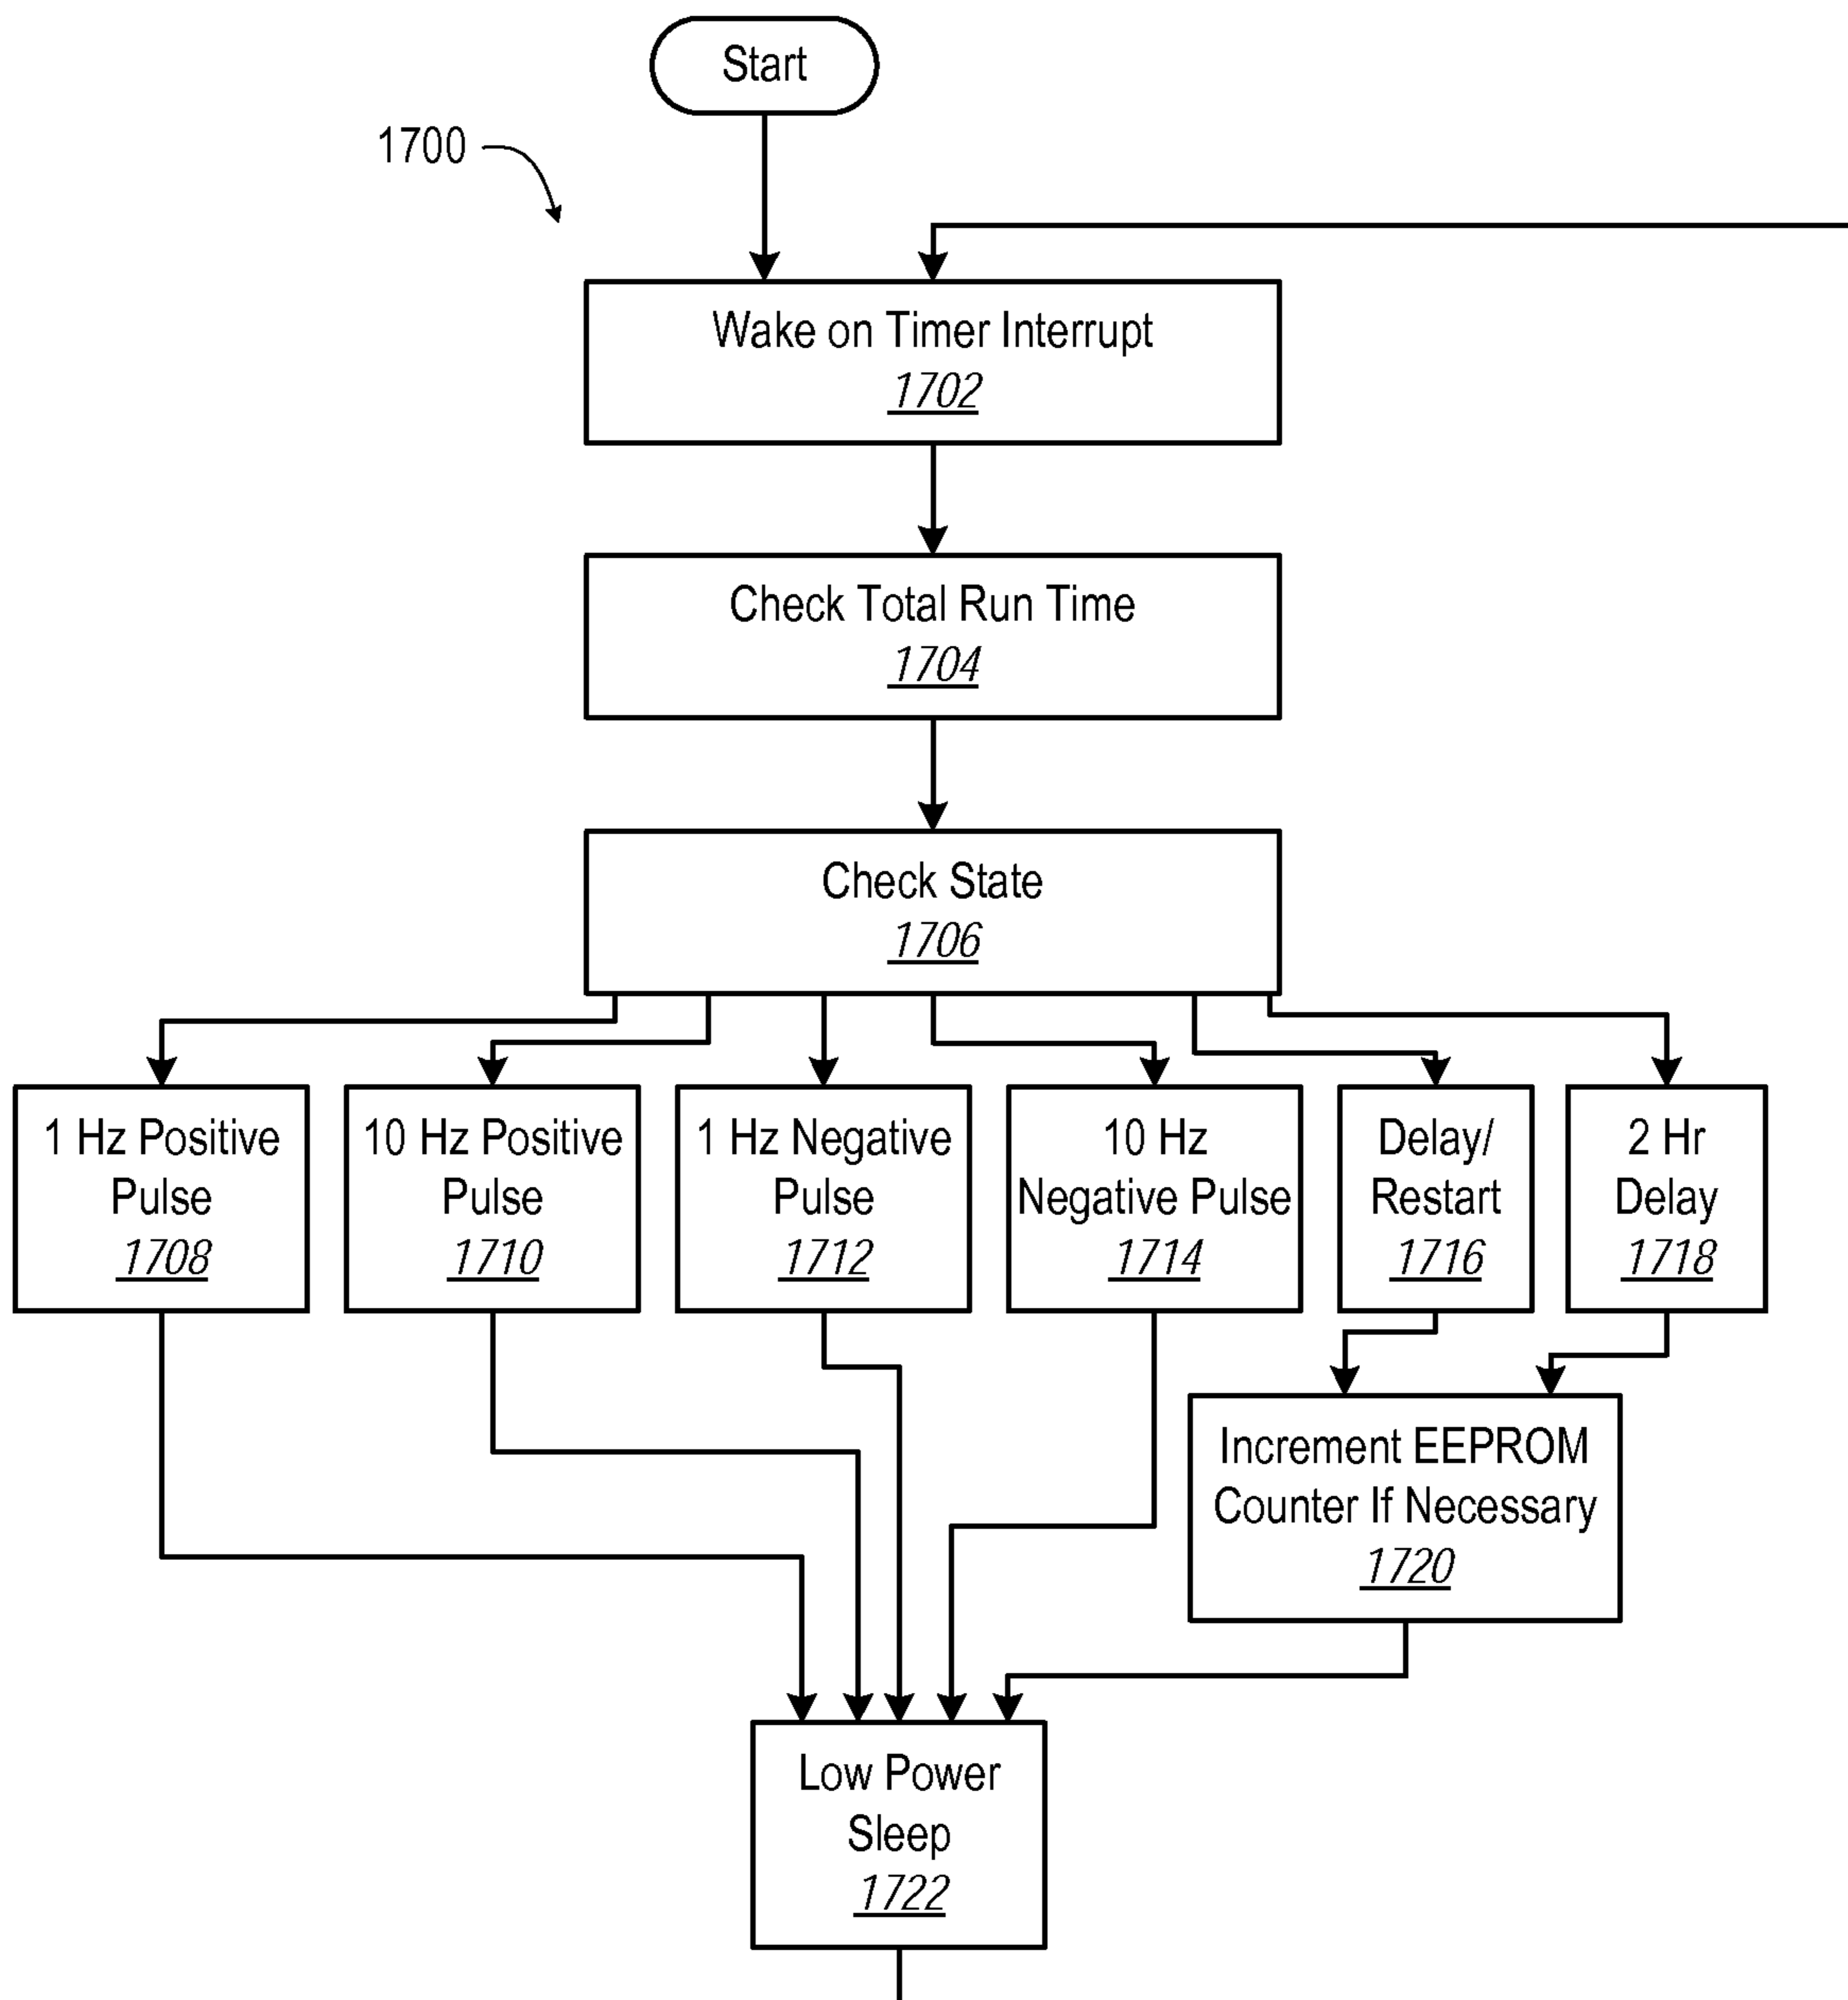 Start
1700
Wake on Timer Interrupt
1702
Check Total Run Time
1704
Check State
1706
1 Hz Positive
Pulse
1708
10 Hz Positive
Pulse
1710
1 Hz Negative
Pulse
1712
10 Hz
Negative Pulse
1714
Delay/
Restart
1716
2 Hr
Delay
1718
Increment EEPROM
Counter If Necessary
1720
Low Power
Sleep
1722